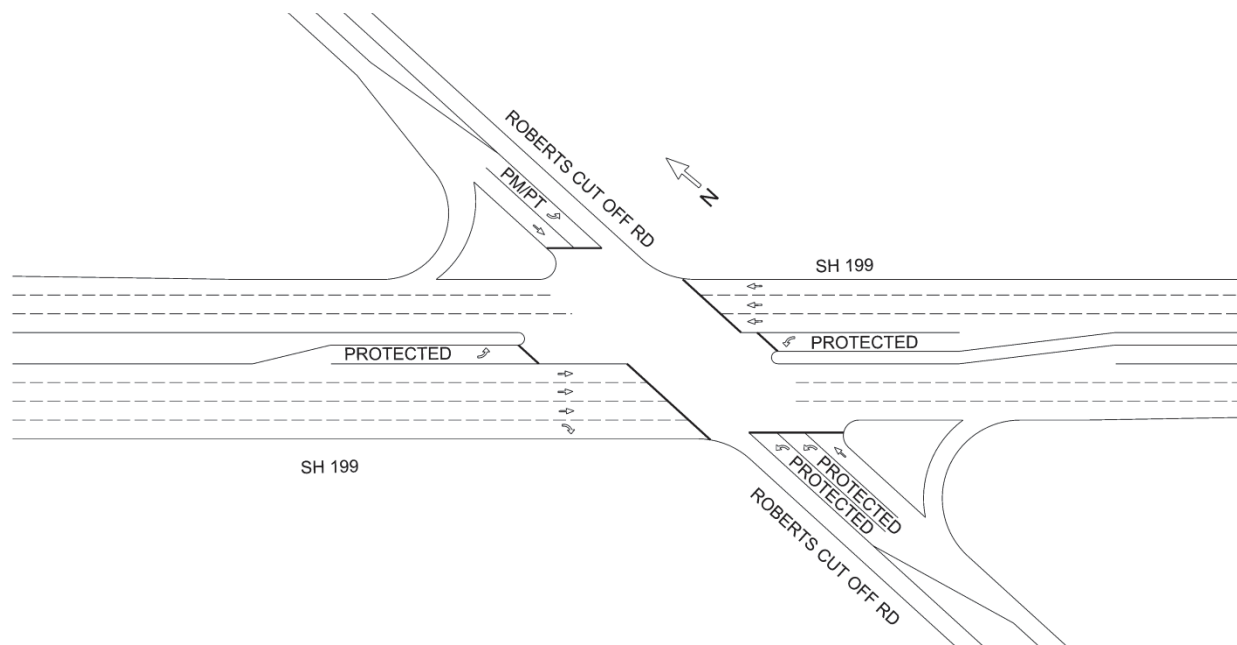 ROBERTS CUT OFF RD
PM/PT
N
SH 199
PROTECTED
PROTECTED
PROTECTED
PROTECTED
SH 199
ROBERTS CUT OFF RD